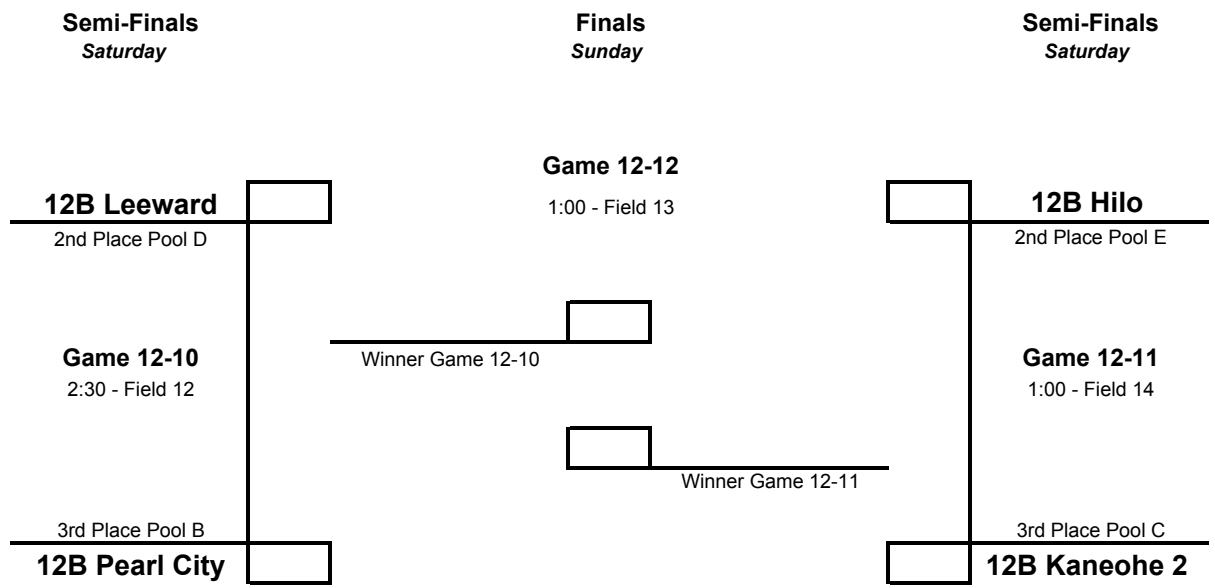 Semi-Finals
Saturday
Finals
Sunday
Semi-Finals
Saturday
Game 12-12
1:00 - Field 13
12B Leeward
2nd Place Pool D
12B Hilo
2nd Place Pool E
Game 12-10
2:30 - Field 12
Winner Game 12-10
Game 12-11
1:00 - Field 14
Winner Game 12-11
3rd Place Pool B
12B Pearl City
3rd Place Pool C
12B Kaneohe 2